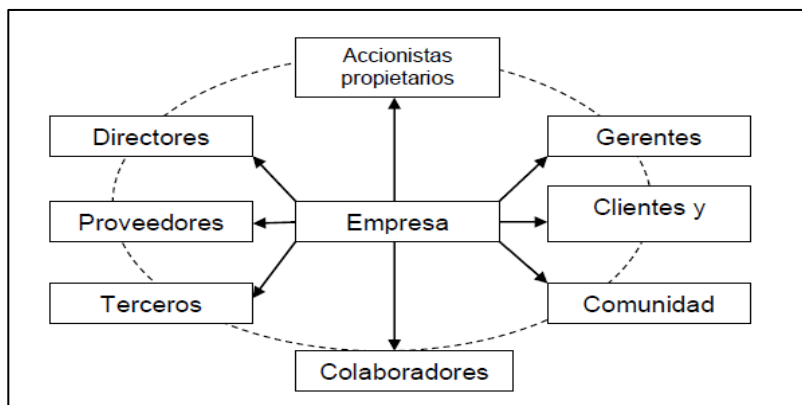 Accionistas
propietarios
Directores
Gerentes
Proveedores
Empresa
Clientes y
Terceros
Comunidad
Colaboradores